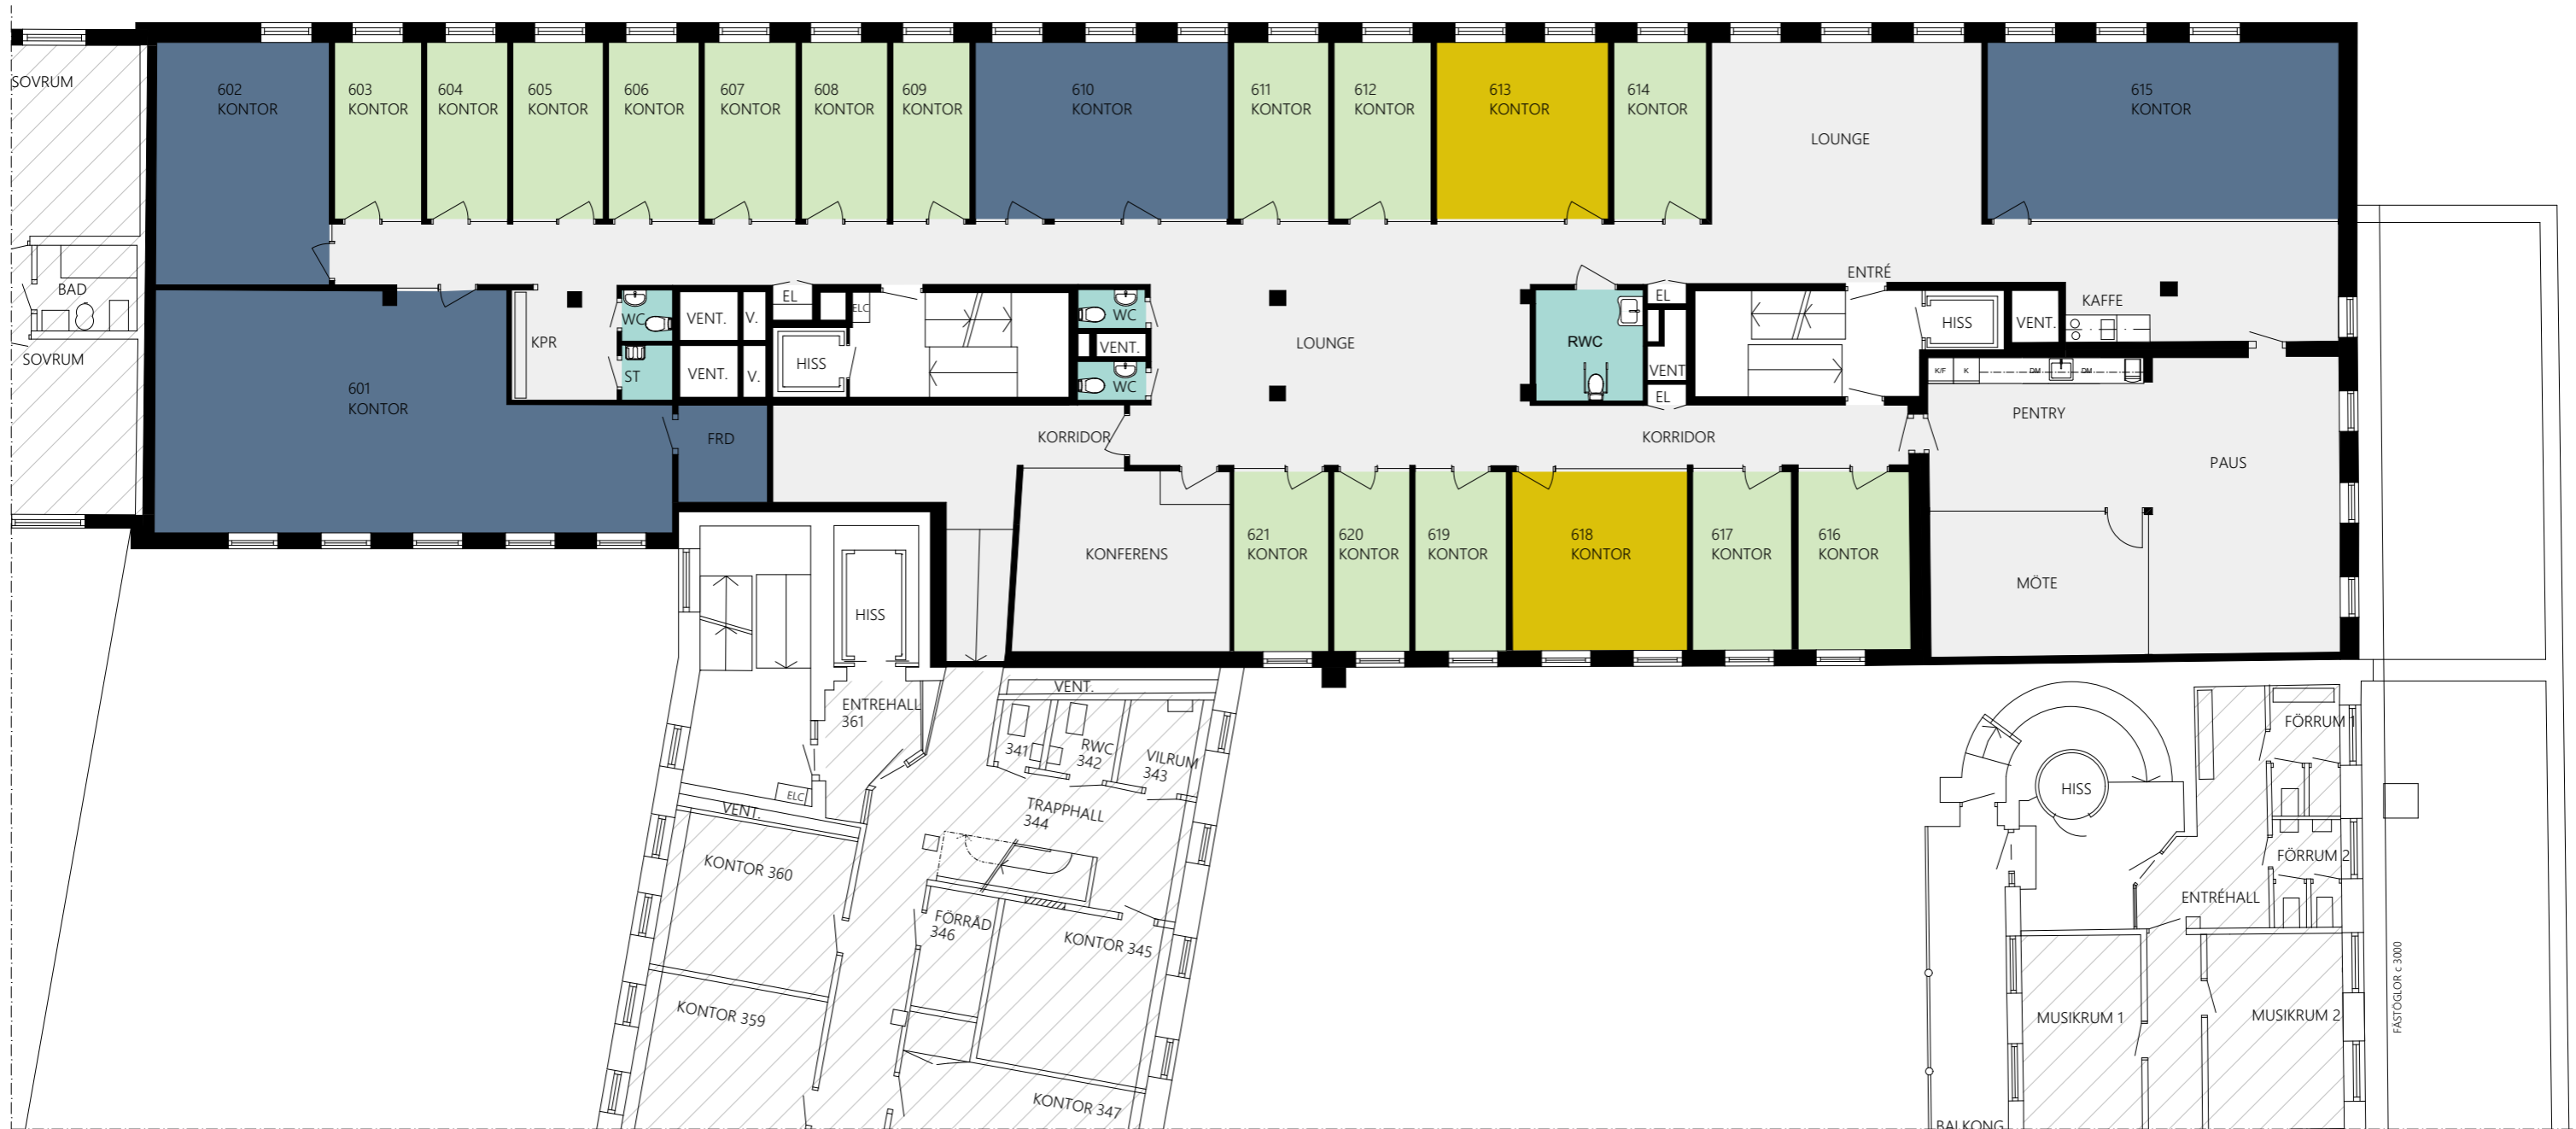 SOVRUM
602
KONTOR
603
KONTOR
604
KONTOR
605
KONTOR
606
KONTOR
607
KONTOR
608
KONTOR
609
KONTOR
610
KONTOR
611
KONTOR
612
KONTOR
613
KONTOR
614
KONTOR
LOUNGE
615
KONTOR
BAD
SOVRUM
601
KONTOR
KPR
WC
ST
VENT.
V.
VENT.
V.
EL
HISS
ELC
WC
VENT.
WC
LOUNGE
RWC
EL
VENT
EL
ENTRÉ
HISS
VENT.
KAFFE
K/F
K
DM
DM
PENTRY
PAUS
MÖTE
FRD
KORRIDOR
KORRIDOR
KONFERENS
621
KONTOR
620
KONTOR
619
KONTOR
618
KONTOR
617
KONTOR
616
KONTOR
HISS
ENTREHALL
361
VENT.
341
RWC
342
VILRUM
343
ELC
VENT.
TRAPPHALL
344
KONTOR 360
FÖRRÅD
346
KONTOR 345
KONTOR 359
KONTOR 347
HISS
FÖRRUM 1
FÖRRUM 2
ENTRÉHALL
MUSIKRUM 1
MUSIKRUM 2
BALKONG
FÄSTÖGLOR c 3000